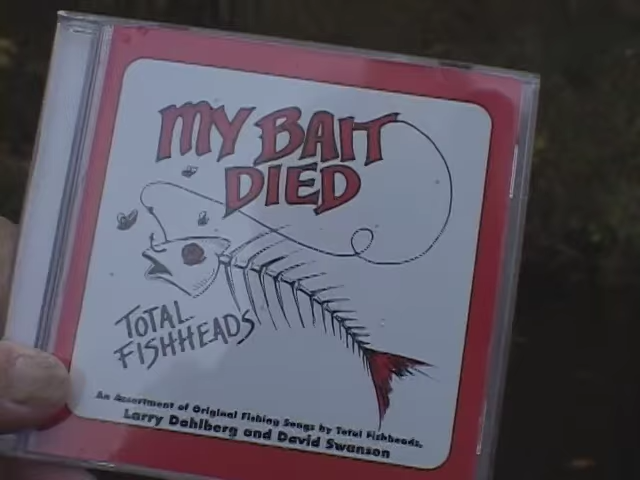 MY BAIT
DIED
TOTAL
FISHHEADS
An Assortment of Original Fishing Songs by Total Fishheads,
Larry Dahlberg and David Swanson